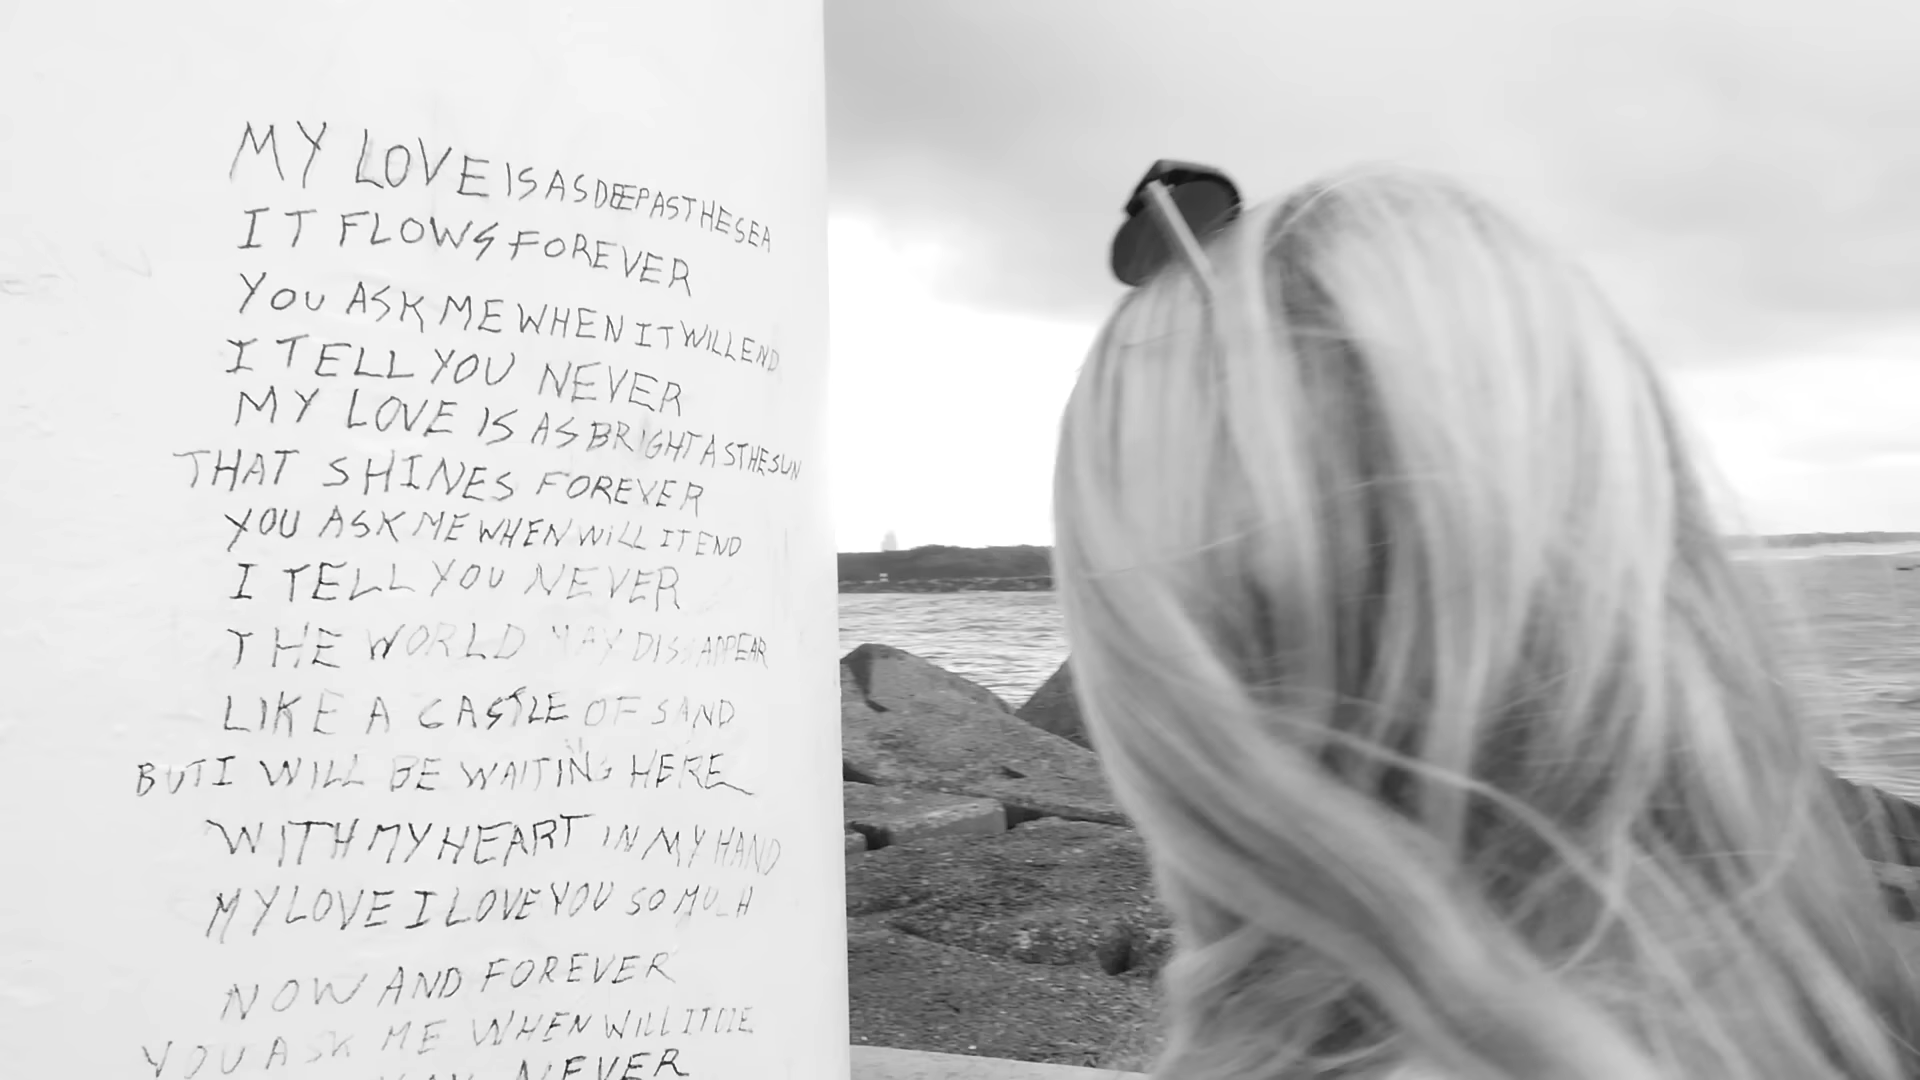 MY LOVE IS AS DEEP AS THE SEA
IT FLOWS FOREVER
YOU ASK ME WHEN IT WILL END
I TELL YOU NEVER
MY LOVE IS AS BRIGHT AS THE SUN
THAT SHINES FOREVER
YOU ASK ME WHEN WILL IT END
I TELL YOU NEVER
THE WORLD MAY DISSAPPEAR
LIKE A CASTLE OF SAND
BUT I WILL BE WAITING HERE
WITH MY HEART IN MY HAND
MY LOVE I LOVE YOU SO MUCH
NOW AND FOREVER
YOU ASK ME WHEN WILL IT DIE
NEVER